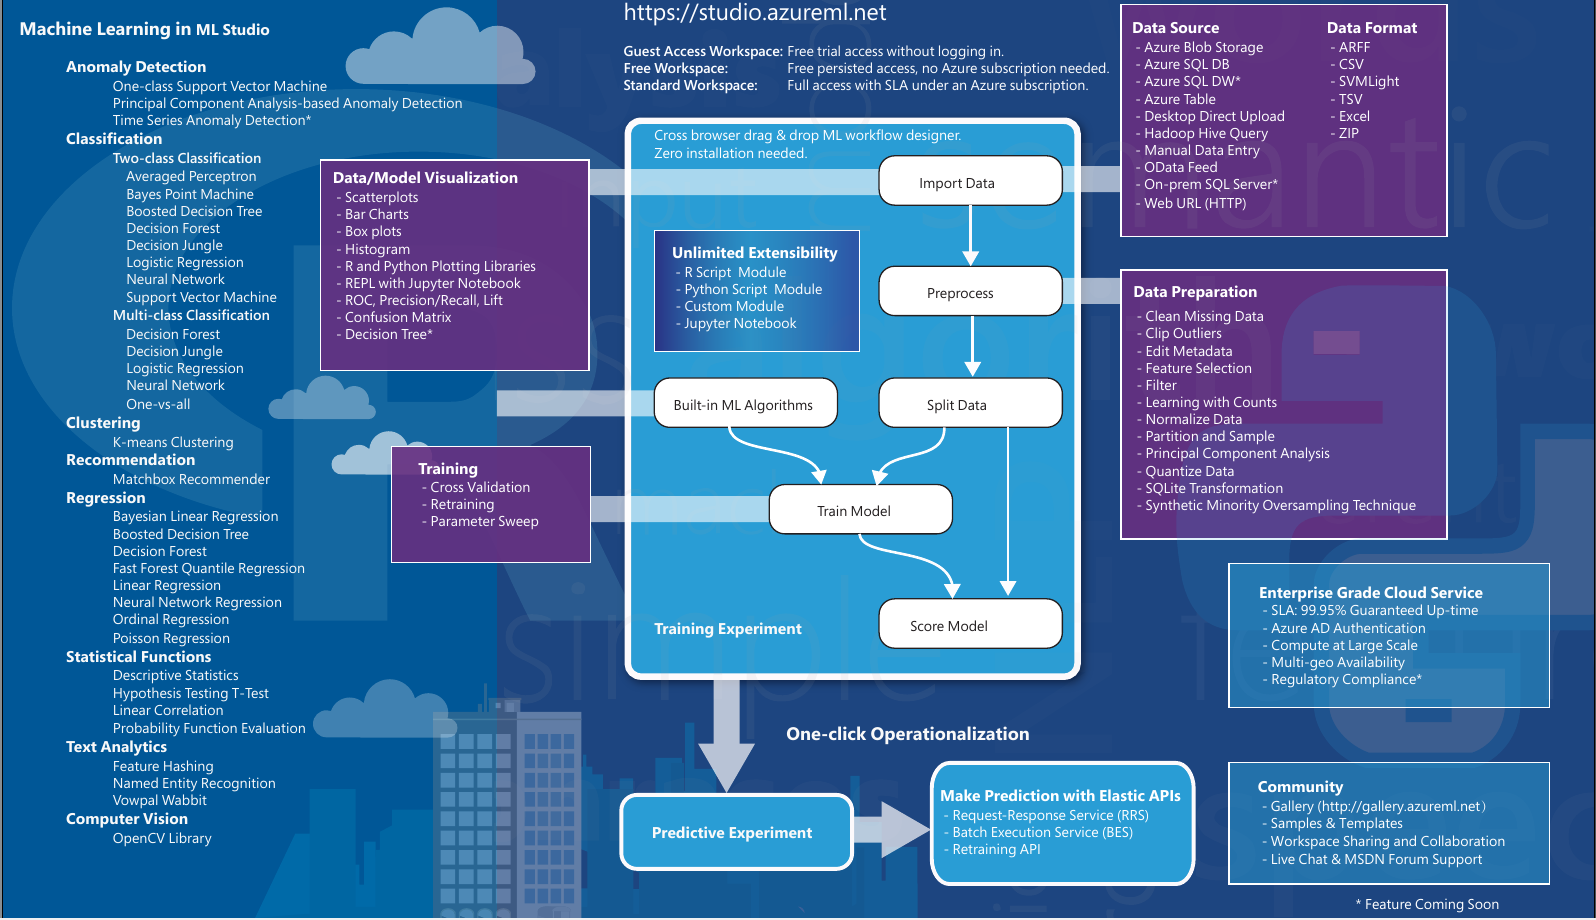 Machine Learning in ML Studio
Anomaly Detection
One-class Support Vector Machine
Principal Component Analysis-based Anomaly Detection
Time Series Anomaly Detection*
Classification
Two-class Classification
Averaged Perceptron
Bayes Point Machine
Boosted Decision Tree
Decision Forest
Decision Jungle
Logistic Regression
Neural Network
Support Vector Machine
Multi-class Classification
Decision Forest
Decision Jungle
Logistic Regression
Neural Network
One-vs-all
Clustering
K-means Clustering
Recommendation
Matchbox Recommender
Regression
Bayesian Linear Regression
Boosted Decision Tree
Decision Forest
Fast Forest Quantile Regression
Linear Regression
Neural Network Regression
Ordinal Regression
Poisson Regression
Statistical Functions
Descriptive Statistics
Hypothesis Testing T-Test
Linear Correlation
Probability Function Evaluation
Text Analytics
Feature Hashing
Named Entity Recognition
Vowpal Wabbit
Computer Vision
OpenCV Library
Data/Model Visualization
- Scatterplots
- Bar Charts
- Box plots
- Histogram
- R and Python Plotting Libraries
- REPL with Jupyter Notebook
- ROC, Precision/Recall, Lift
- Confusion Matrix
- Decision Tree*
Training
- Cross Validation
- Retraining
- Parameter Sweep
https://studio.azureml.net
Guest Access Workspace: Free trial access without logging in.
Free Workspace: Free persisted access, no Azure subscription needed.
Standard Workspace: Full access with SLA under an Azure subscription.
Cross browser drag & drop ML workflow designer.
Zero installation needed.
Import Data
Unlimited Extensibility
- R Script Module
- Python Script Module
- Custom Module
- Jupyter Notebook
Preprocess
Built-in ML Algorithms
Split Data
Train Model
Score Model
Training Experiment
One-click Operationalization
Predictive Experiment
Make Prediction with Elastic APIs
- Request-Response Service (RRS)
- Batch Execution Service (BES)
- Retraining API
Data Source
- Azure Blob Storage
- Azure SQL DB
- Azure SQL DW*
- Azure Table
- Desktop Direct Upload
- Hadoop Hive Query
- Manual Data Entry
- OData Feed
- On-prem SQL Server*
- Web URL (HTTP)
Data Format
- ARFF
- CSV
- SVMLight
- TSV
- Excel
- ZIP
Data Preparation
- Clean Missing Data
- Clip Outliers
- Edit Metadata
- Feature Selection
- Filter
- Learning with Counts
- Normalize Data
- Partition and Sample
- Principal Component Analysis
- Quantize Data
- SQLite Transformation
- Synthetic Minority Oversampling Technique
Enterprise Grade Cloud Service
- SLA: 99.95% Guaranteed Up-time
- Azure AD Authentication
- Compute at Large Scale
- Multi-geo Availability
- Regulatory Compliance*
Community
- Gallery (http://gallery.azureml.net)
- Samples & Templates
- Workspace Sharing and Collaboration
- Live Chat & MSDN Forum Support
* Feature Coming Soon
semantic
simple